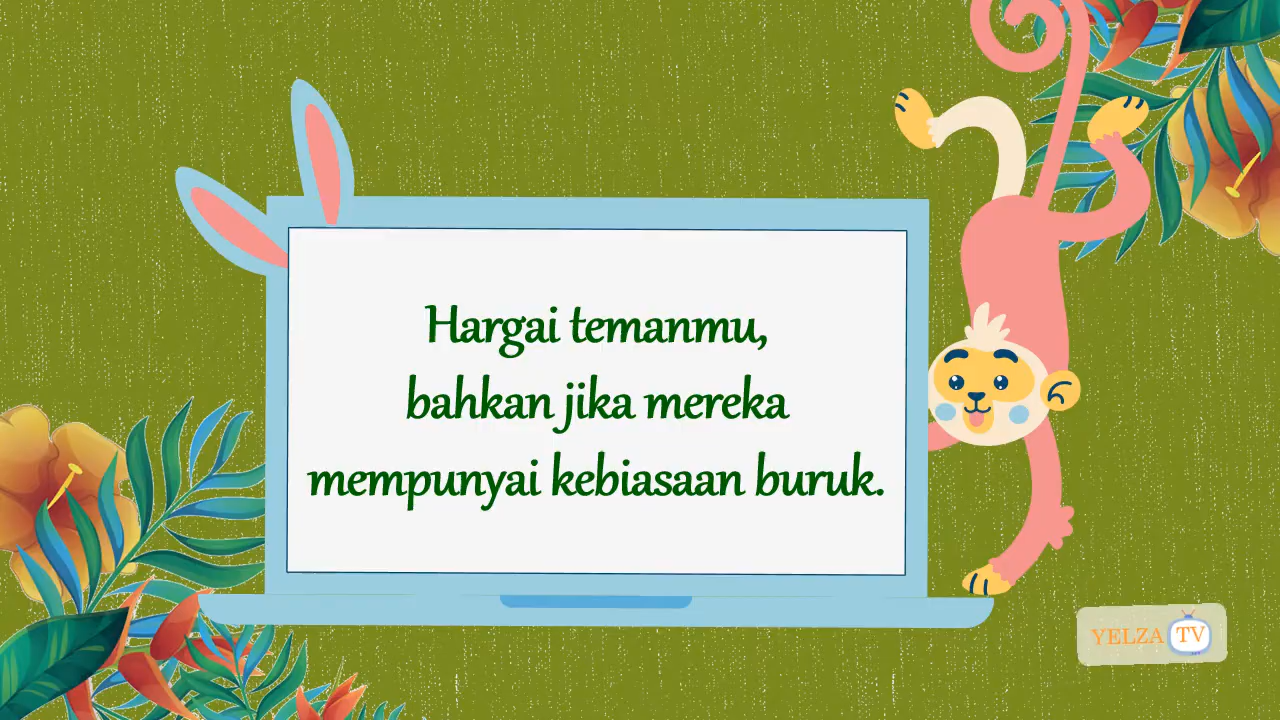 Hargai temanmu,
bahkan jika mereka
mempunyai kebiasaan buruk.
YELZA TV